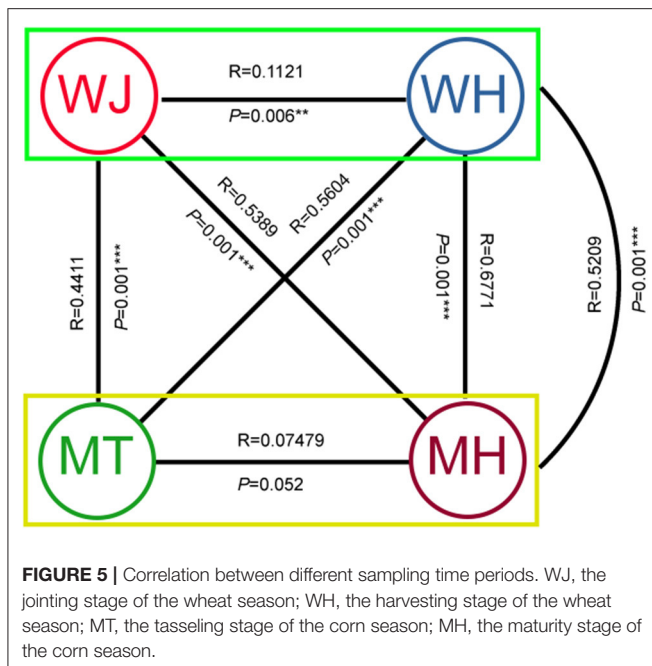 WJ
R=0.1121
P=0.006**
WH
R=0.4411
P=0.001***
R=0.5389
P=0.001***
R=0.5604
P=0.001***
R=0.6771
P=0.001***
R=0.5209
P=0.001***
MT
R=0.07479
P=0.052
MH
FIGURE 5 | Correlation between different sampling time periods. WJ, the
jointing stage of the wheat season; WH, the harvesting stage of the wheat
season; MT, the tasseling stage of the corn season; MH, the maturity stage of
the corn season.